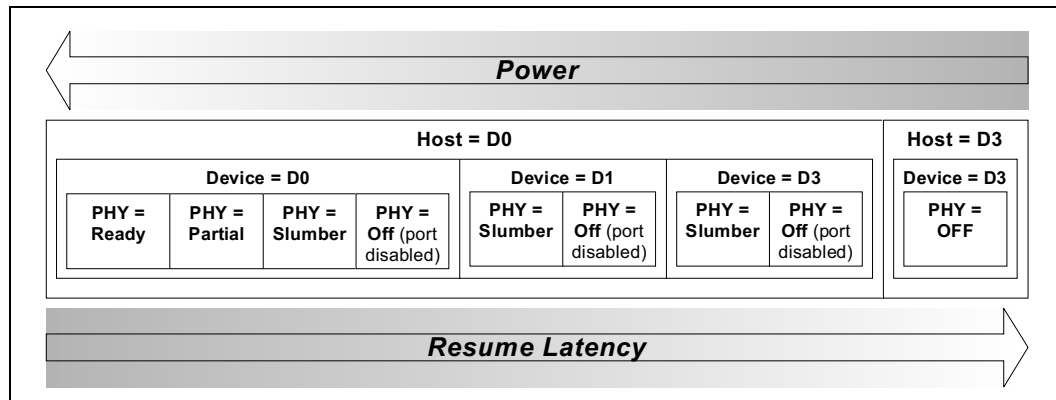 Power
Host = D0
Host = D3
Device = D0
Device = D1
Device = D3
Device = D3
PHY =
Ready
PHY =
Partial
PHY =
Slumber
PHY =
Off (port
disabled)
PHY =
Slumber
PHY =
Off (port
disabled)
PHY =
Slumber
PHY =
Off (port
disabled)
PHY =
OFF
Resume Latency